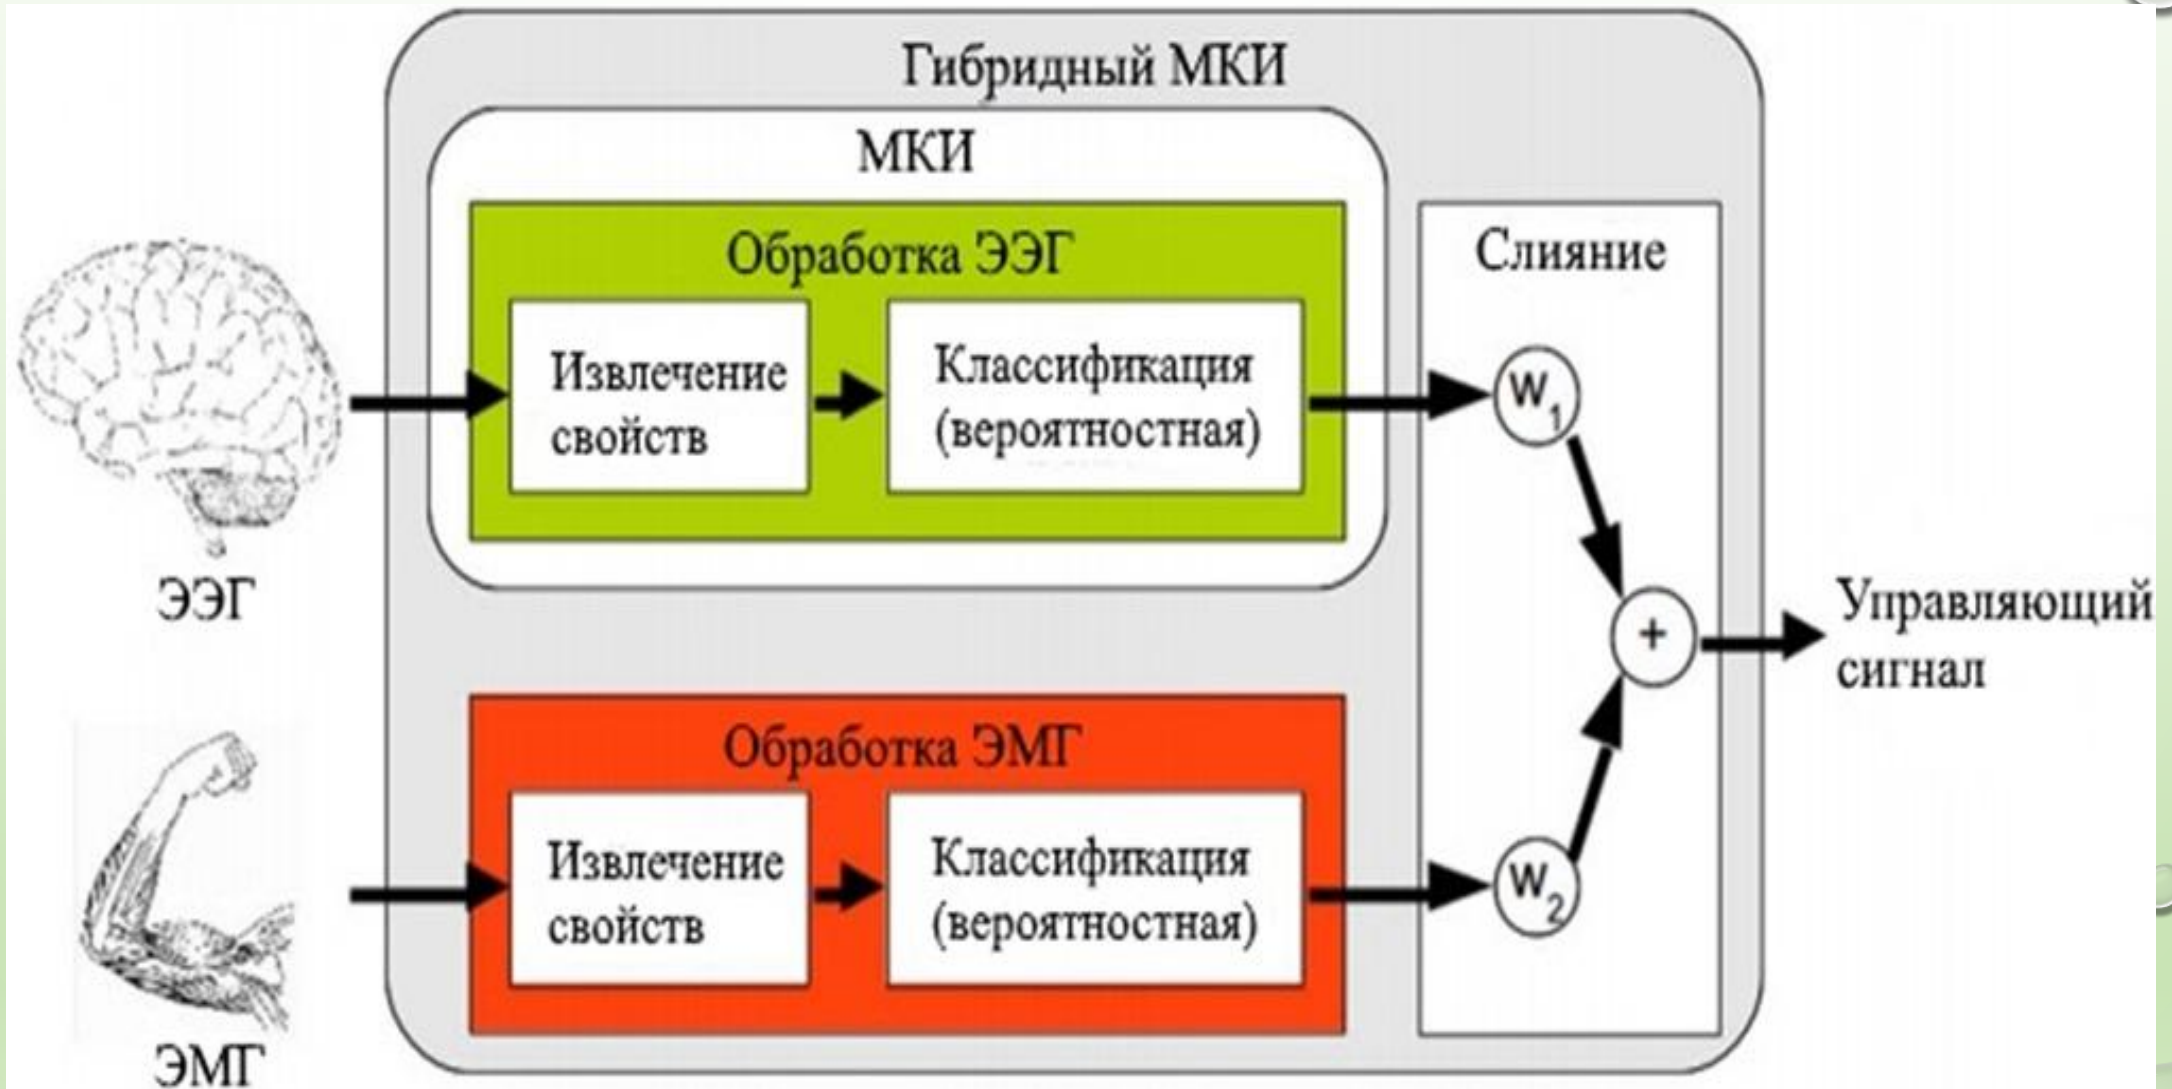 Гибридный МКИ
МКИ
Обработка ЭЭГ
Извлечение
свойств
Классификация
(вероятностная)
Слияние
W1
ЭЭГ
+
Управляющий
сигнал
Обработка ЭМГ
Извлечение
свойств
Классификация
(вероятностная)
W2
ЭМГ